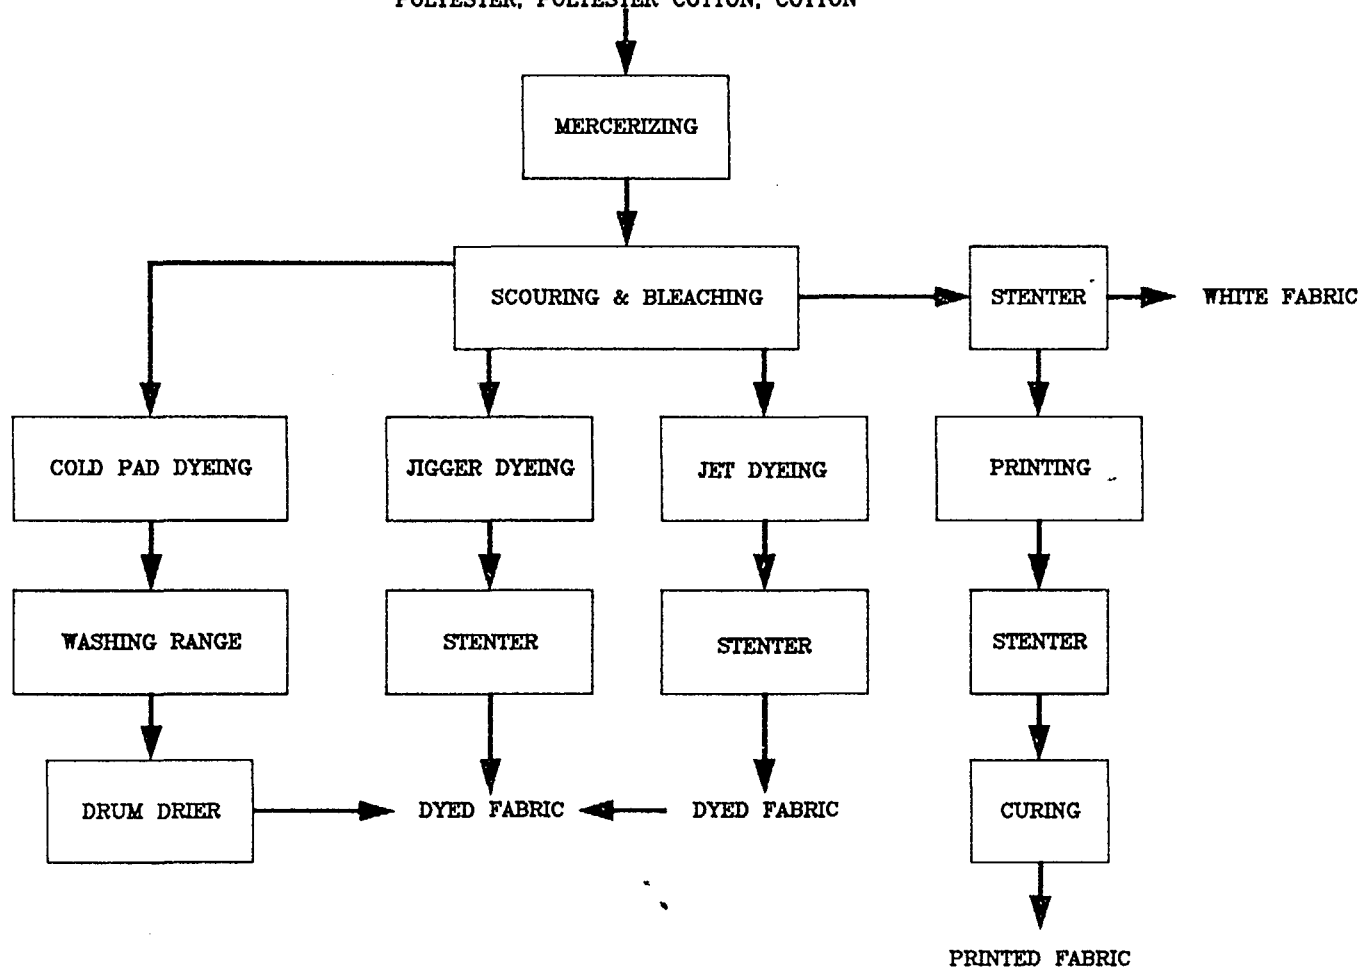 POLYESTER, POLYESTER COTTON, COTTON
MERCERIZING
SCOURING & BLEACHING
STENTER
WHITE FABRIC
COLD PAD DYEING
JIGGER DYEING
JET DYEING
PRINTING
WASHING RANGE
STENTER
STENTER
STENTER
DRUM DRIER
DYED FABRIC
DYED FABRIC
CURING
PRINTED FABRIC